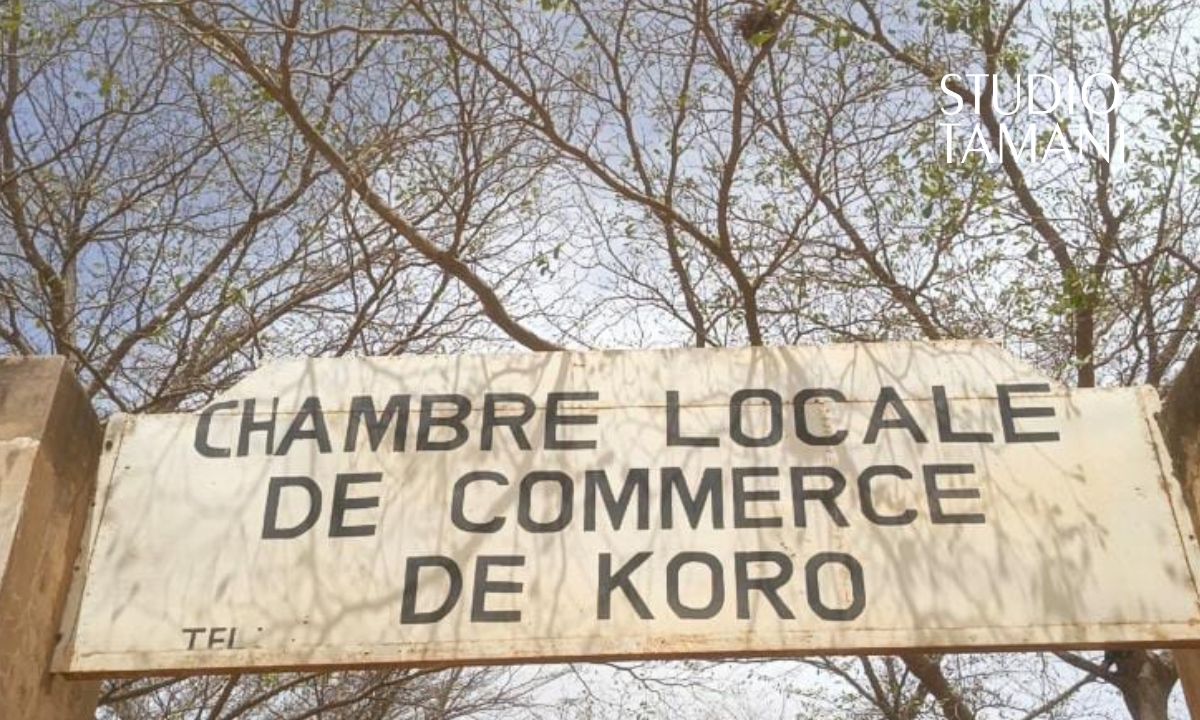 STUDIO
TAMANI
CHAMBRE LOCALE
DE COMMERCE
DE KORO
TEL: